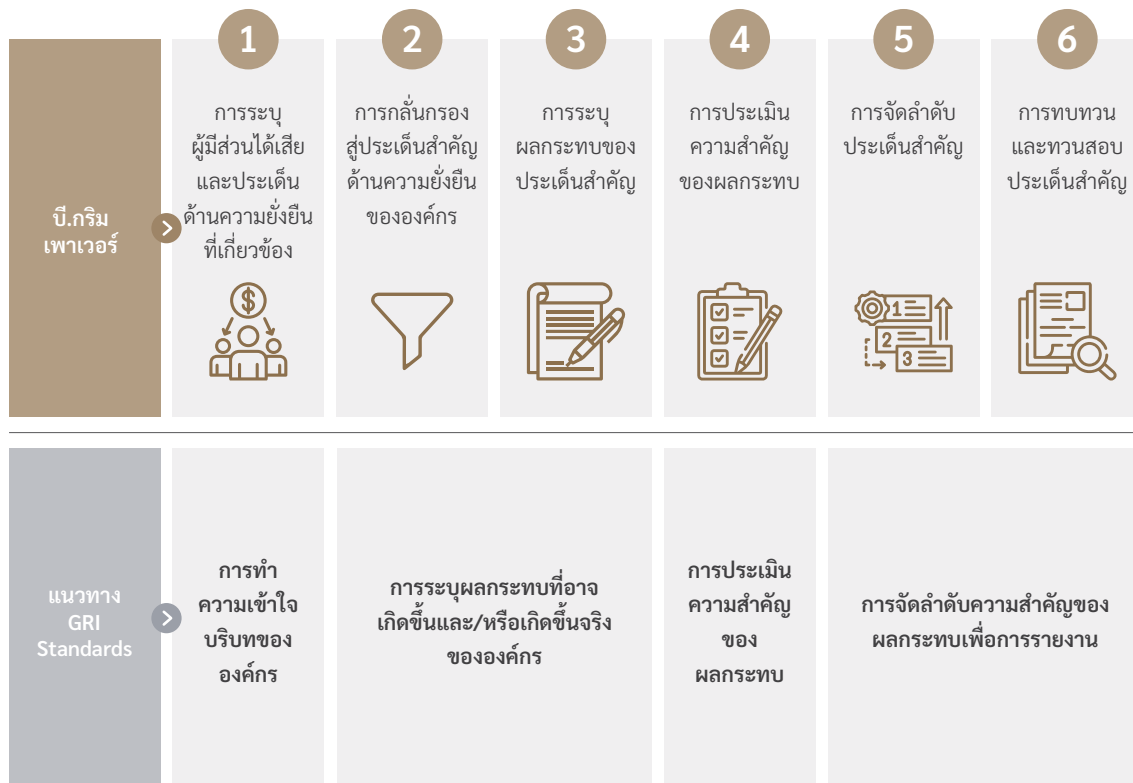 1
2
3
4
5
6
บี.กริม
เพาเวอร์
การระบุ
ผู้มีส่วนได้เสีย
และประเด็น
ด้านความยั่งยืน
ที่เกี่ยวข้อง
การกลั่นกรอง
สู่ประเด็นสำคัญ
ด้านความยั่งยืน
ขององค์กร
การระบุ
ผลกระทบของ
ประเด็นสำคัญ
การประเมิน
ความสำคัญ
ของผลกระทบ
การจัดลำดับ
ประเด็นสำคัญ
การทบทวน
และทวนสอบ
ประเด็นสำคัญ
$
1
2
3
แนวทาง
GRI
Standards
การทำ
ความเข้าใจ
บริบทของ
องค์กร
การระบุผลกระทบที่อาจ
เกิดขึ้นและ/หรือเกิดขึ้นจริง
ขององค์กร
การประเมิน
ความสำคัญ
ของ
ผลกระทบ
การจัดลำดับความสำคัญของ
ผลกระทบเพื่อการรายงาน